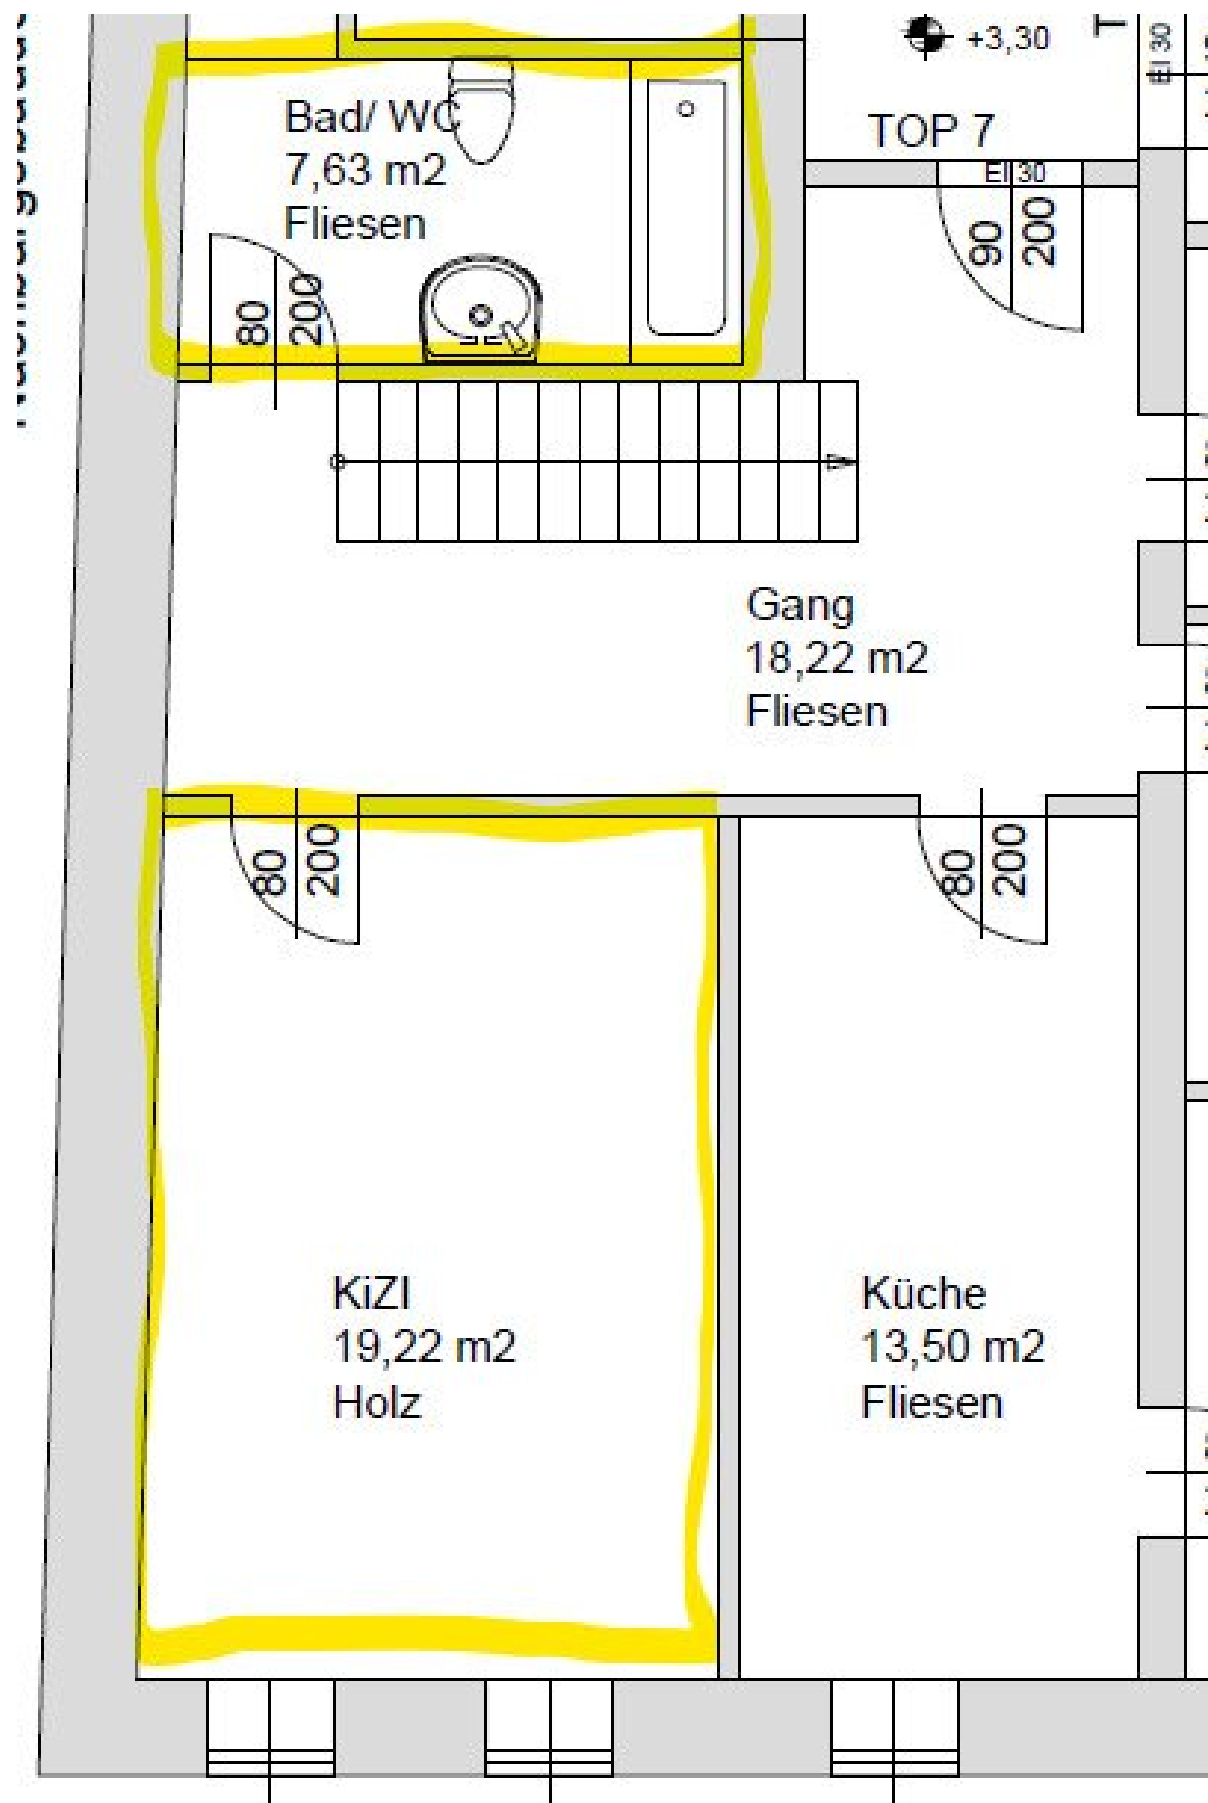 +3,30
T
EI 30
Bad/ WC
7,63 m2
Fliesen
TOP 7
EI 30
80
200
90
200
Gang
18,22 m2
Fliesen
80
200
80
200
KiZI
19,22 m2
Holz
Küche
13,50 m2
Fliesen